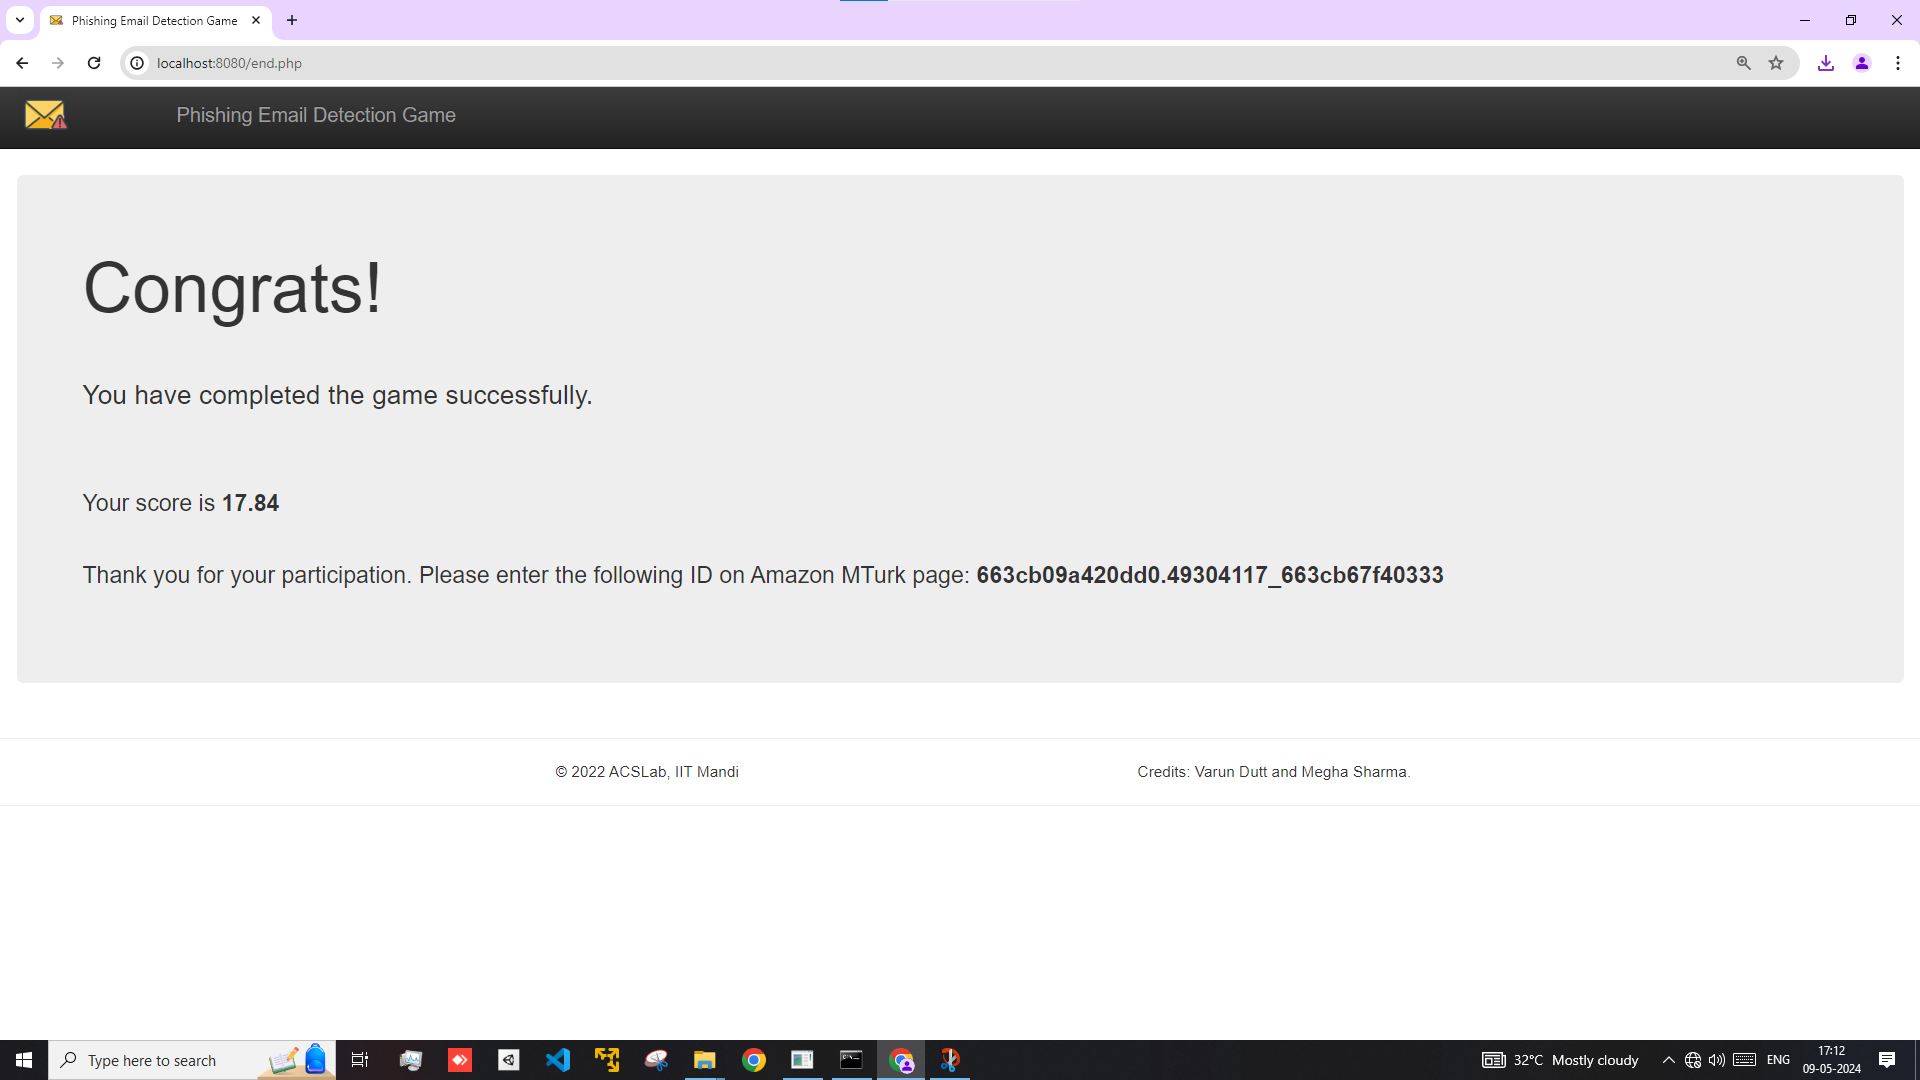 Phishing Email Detection Game
localhost:8080/end.php
Phishing Email Detection Game
Congrats!
You have completed the game successfully.
Your score is 17.84
Thank you for your participation. Please enter the following ID on Amazon MTurk page: 663cb09a420dd0.49304117_663cb67f40333
© 2022 ACSLab, IIT Mandi
Credits: Varun Dutt and Megha Sharma.
Type here to search
32°C Mostly cloudy
ENG
17:12
09-05-2024